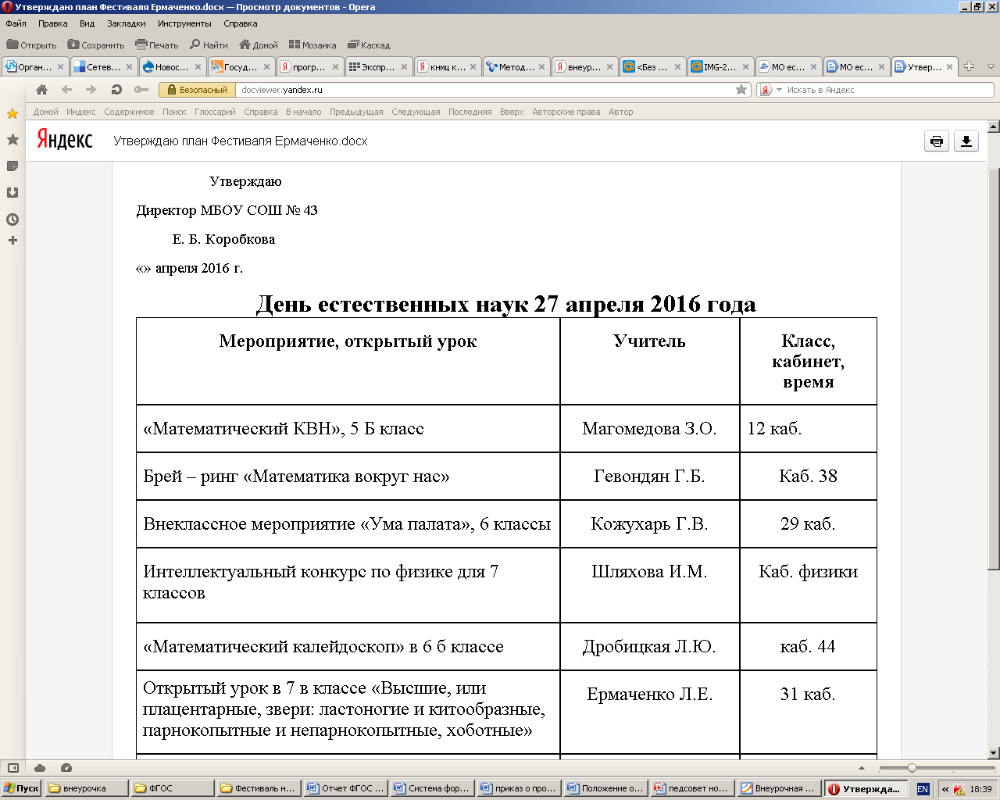 Утверждаю план Фестиваля Ермаченко.docx — Просмотр документов - Opera
Файл Правка Вид Закладки Инструменты Справка
Открыть Сохранить Печать Найти Домой Мозаика Каскад
Орган... Сетев... Новос... Госуд... прогр... Экспр... книц к... Метод... внеур... <Без ... IMG-2... МО ес... МО ес... Утвер...
Безопасный docviewer.yandex.ru Искать в Яндекс
Домой Индекс Содержимое Поиск Глоссарий Справка В начало Предыдущая Следующая Последняя Вверх Авторские права Автор
Яндекс Утверждаю план Фестиваля Ермаченко.docx
Утверждаю
Директор МБОУ СОШ № 43
Е. Б. Коробкова
«» апреля 2016 г.
День естественных наук 27 апреля 2016 года
Мероприятие, открытый урок Учитель Класс,
кабинет,
время
«Математический КВН», 5 Б класс Магомедова З.О. 12 каб.
Брей – ринг «Математика вокруг нас» Гевондян Г.Б. Каб. 38
Внеклассное мероприятие «Ума палата», 6 классы Кожухарь Г.В. 29 каб.
Интеллектуальный конкурс по физике для 7 Шляхова И.М. Каб. физики
классов
«Математический калейдоскоп» в 6 б классе Дробицкая Л.Ю. каб. 44
Открытый урок в 7 в классе «Высшие, или Ермаченко Л.Е. 31 каб.
плацентарные, звери: ластоногие и китообразные,
парнокопытные и непарнокопытные, хоботные»
Пуск внеурочка ФГОС Фестиваль н... Отчет ФГОС ... Система фор... приказ о про... Положение о... педсовет но... Внеурочная ... Утвержда... EN « 18:39